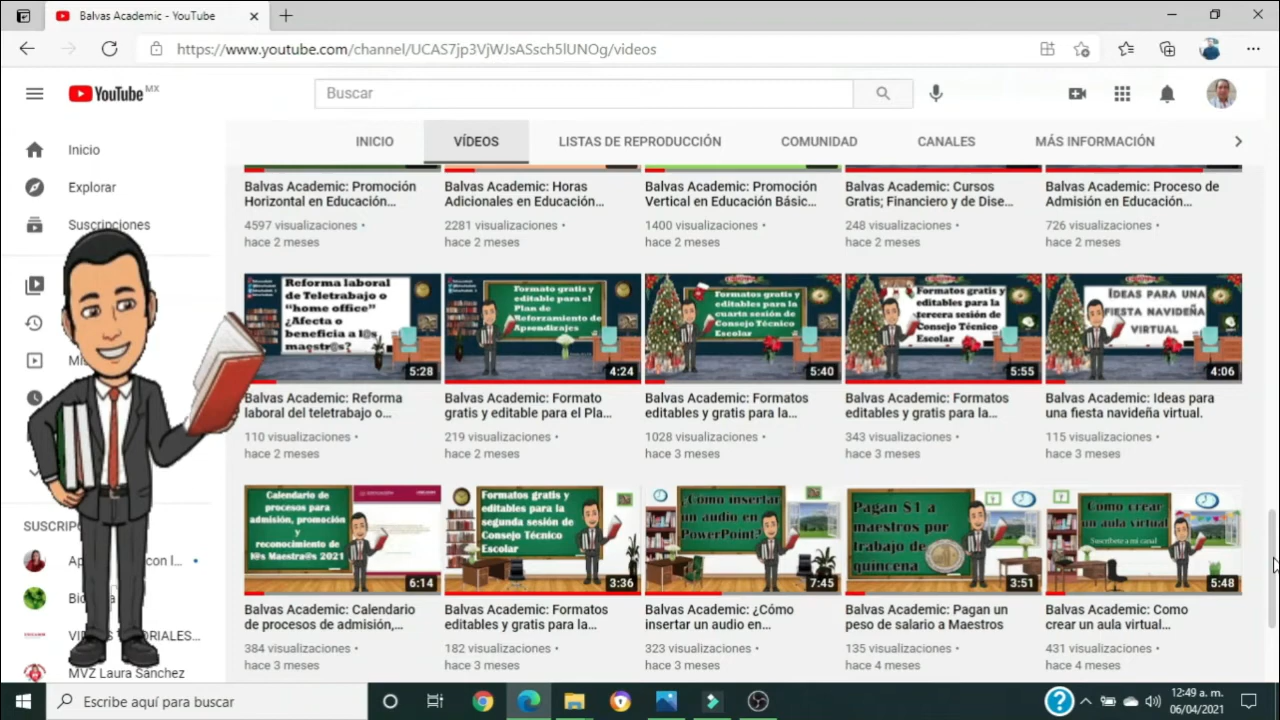 Balvas Academic - YouTube
https://www.youtube.com/channel/UCAS7jp3VjWJsASsch5lUNOg/videos
YouTube MX
Buscar
INICIO VÍDEOS LISTAS DE REPRODUCCIÓN COMUNIDAD CANALES MÁS INFORMACIÓN
Inicio
Explorar
Suscripciones
SUSCRIP
Ap con l...
Bio
VID TORIALES...
MVZ Laura Sánchez
Balvas Academic: Promoción
Horizontal en Educación...
4597 visualizaciones •
hace 2 meses
Balvas Academic: Horas
Adicionales en Educación...
2281 visualizaciones •
hace 2 meses
Balvas Academic: Promoción
Vertical en Educación Básic...
1400 visualizaciones •
hace 2 meses
Balvas Academic: Cursos
Gratis; Financiero y de Dise...
248 visualizaciones •
hace 2 meses
Balvas Academic: Proceso de
Admisión en Educación...
726 visualizaciones •
hace 2 meses
Reforma laboral
de Teletrabajo o
"home office"
¿Afecta o
beneficia a l@s
maestr@s?
5:28
Balvas Academic: Reforma
laboral del teletrabajo o...
110 visualizaciones •
hace 2 meses
Formato gratis y
editable para el
Plan de
Reforzamiento de
Aprendizajes
4:24
Balvas Academic: Formato
gratis y editable para el Pla...
219 visualizaciones •
hace 2 meses
Formatos gratis y
editables para la
cuarta sesión de
Consejo Técnico
Escolar
5:40
Balvas Academic: Formatos
editables y gratis para la...
1028 visualizaciones •
hace 3 meses
Formatos gratis y
editables para la
tercera sesión de
Consejo Técnico
Escolar
5:55
Balvas Academic: Formatos
editables y gratis para la...
343 visualizaciones •
hace 3 meses
Ideas para una
fiesta navideña
virtual
4:06
Balvas Academic: Ideas para
una fiesta navideña virtual.
115 visualizaciones •
hace 3 meses
Calendario de
procesos para
admisión, promoción y
reconocimiento de
l@s Maestra@s 2021
6:14
Balvas Academic: Calendario
de procesos de admisión,...
384 visualizaciones •
hace 3 meses
Formatos gratis y
editables para la
segunda sesión de
Consejo Técnico
Escolar
3:36
Balvas Academic: Formatos
editables y gratis para la...
182 visualizaciones •
hace 3 meses
¿Como insertar
un audio en
PowerPoint?
7:45
Balvas Academic: ¿Cómo
insertar un audio en...
323 visualizaciones •
hace 3 meses
Pagan $1 a
maestros por
trabajo de
quincena
3:51
Balvas Academic: Pagan un
peso de salario a Maestros
135 visualizaciones •
hace 4 meses
Como crear
un aula virtual
Suscríbete a mi canal
5:48
Balvas Academic: Como
crear un aula virtual...
431 visualizaciones •
hace 4 meses
Escribe aquí para buscar
12:49 a. m.
06/04/2021